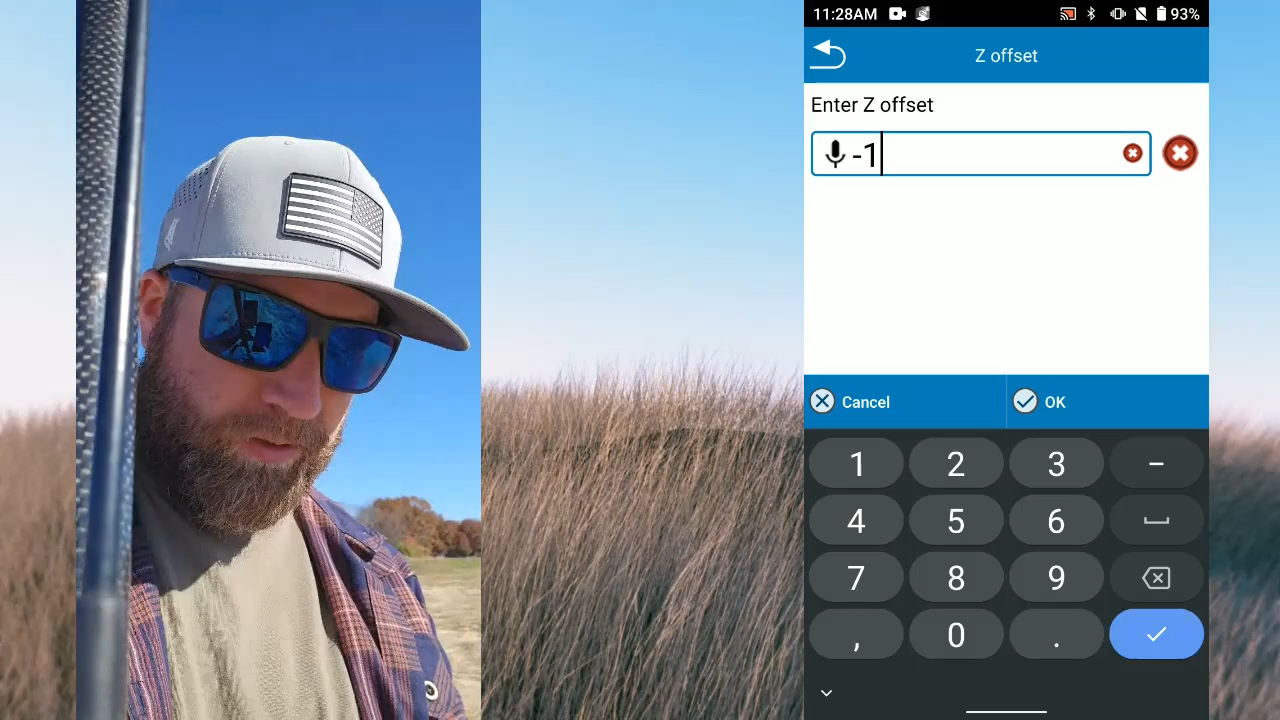 11:28AM
93%
Z offset
Enter Z offset
-1
Cancel
OK
1 2 3 -
4 5 6
7 8 9
, 0 .